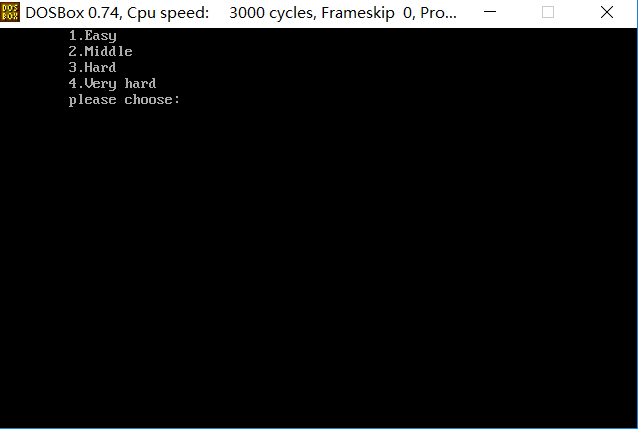 DOS
BOX
DOSBox 0.74, Cpu speed: 3000 cycles, Frameskip 0, Pro...
1.Easy
2.Middle
3.Hard
4.Very hard
please choose: